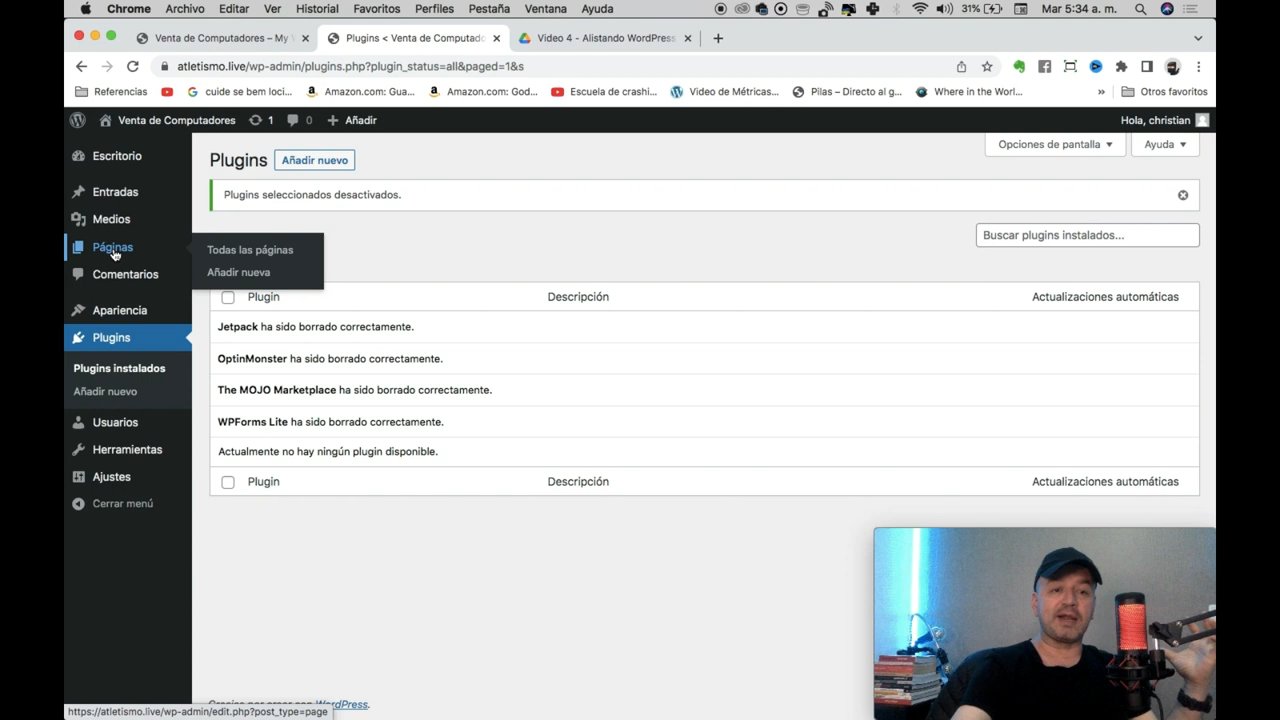 Chrome Archivo Editar Ver Historial Favoritos Perfiles Pestaña Ventana Ayuda 31% Mar 5:34 a. m.
Venta de Computadores – My W Plugins < Venta de Computado Video 4 - Alistando WordPress
atletismo.live/wp-admin/plugins.php?plugin_status=all&paged=1&s
Referencias cuide se bem loci... Amazon.com: Gua... Amazon.com: God... Escuela de crashi... Video de Métricas... Pilas – Directo al g... Where in the Worl... » Otros favoritos
Venta de Computadores 1 0 Añadir Hola, christian
Opciones de pantalla Ayuda
Escritorio
Plugins Añadir nuevo
Entradas
Plugins seleccionados desactivados.
Medios
Buscar plugins instalados...
Páginas
Todas las páginas
Añadir nueva
Comentarios
Plugin Descripción Actualizaciones automáticas
Apariencia
Jetpack ha sido borrado correctamente.
Plugins
OptinMonster ha sido borrado correctamente.
Plugins instalados
Añadir nuevo
The MOJO Marketplace ha sido borrado correctamente.
Usuarios
WPForms Lite ha sido borrado correctamente.
Herramientas
Actualmente no hay ningún plugin disponible.
Ajustes
Plugin Descripción Actualizaciones automáticas
Cerrar menú
WordPress.
https://atletismo.live/wp-admin/edit.php?post_type=page